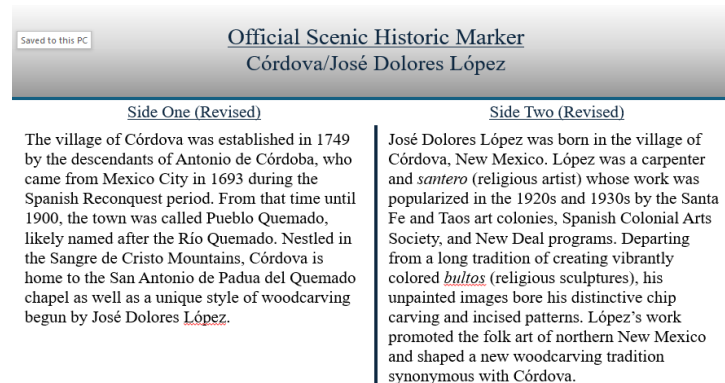 Saved to this PC
Official Scenic Historic Marker
Córdova/José Dolores López
Side One (Revised)
The village of Córdova was established in 1749
by the descendants of Antonio de Córdoba, who
came from Mexico City in 1693 during the
Spanish Reconquest period. From that time until
1900, the town was called Pueblo Quemado,
likely named after the Río Quemado. Nestled in
the Sangre de Cristo Mountains, Córdova is
home to the San Antonio de Padua del Quemado
chapel as well as a unique style of woodcarving
begun by José Dolores López.
Side Two (Revised)
José Dolores López was born in the village of
Córdova, New Mexico. López was a carpenter
and santero (religious artist) whose work was
popularized in the 1920s and 1930s by the Santa
Fe and Taos art colonies, Spanish Colonial Arts
Society, and New Deal programs. Departing
from a long tradition of creating vibrantly
colored bultos (religious sculptures), his
unpainted images bore his distinctive chip
carving and incised patterns. López’s work
promoted the folk art of northern New Mexico
and shaped a new woodcarving tradition
synonymous with Córdova.